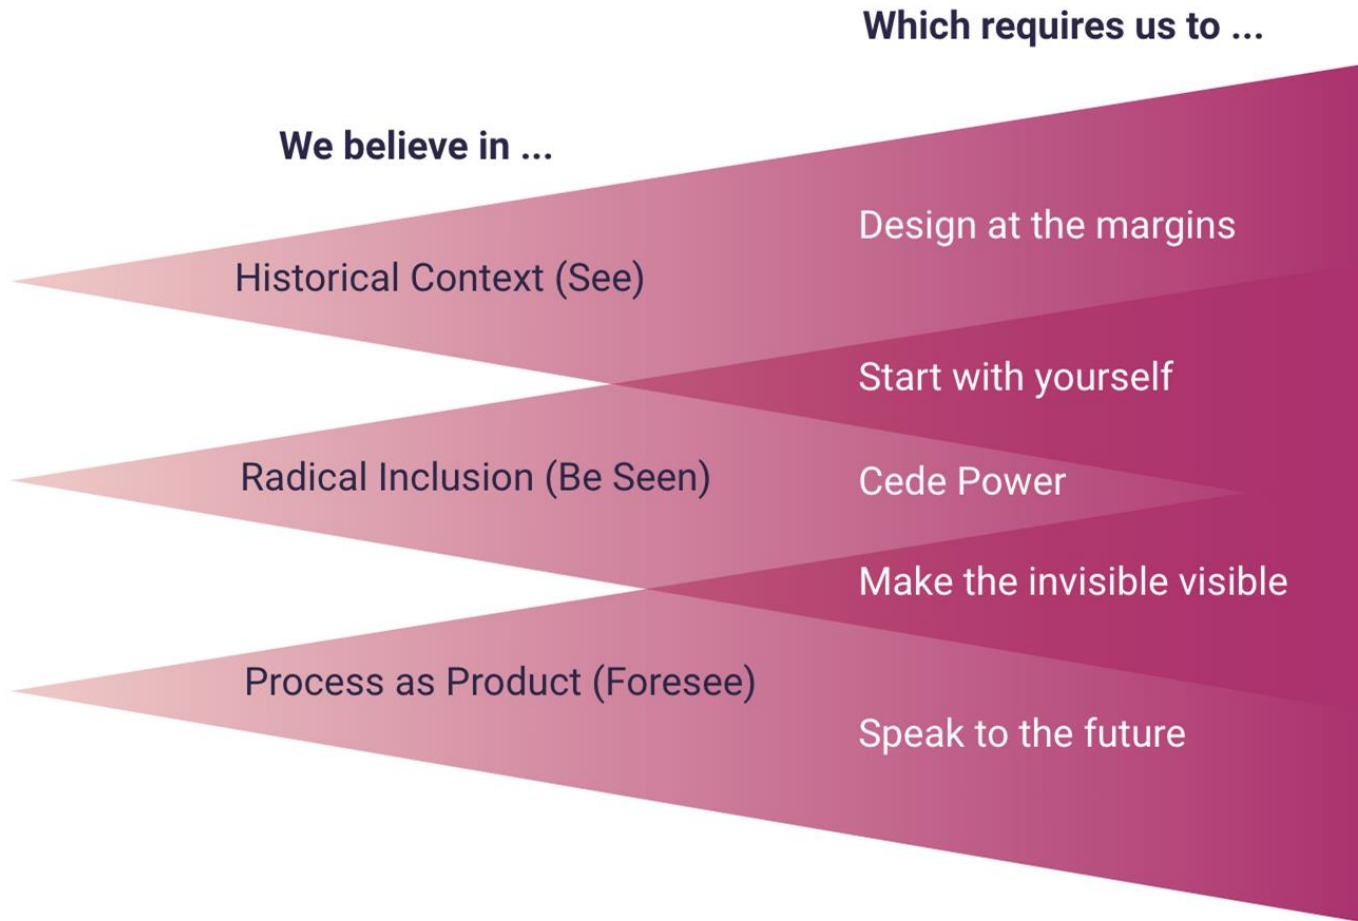 Which requires us to ...
We believe in ...
Design at the margins
Historical Context (See)
Start with yourself
Radical Inclusion (Be Seen)
Cede Power
Make the invisible visible
Process as Product (Foresee)
Speak to the future